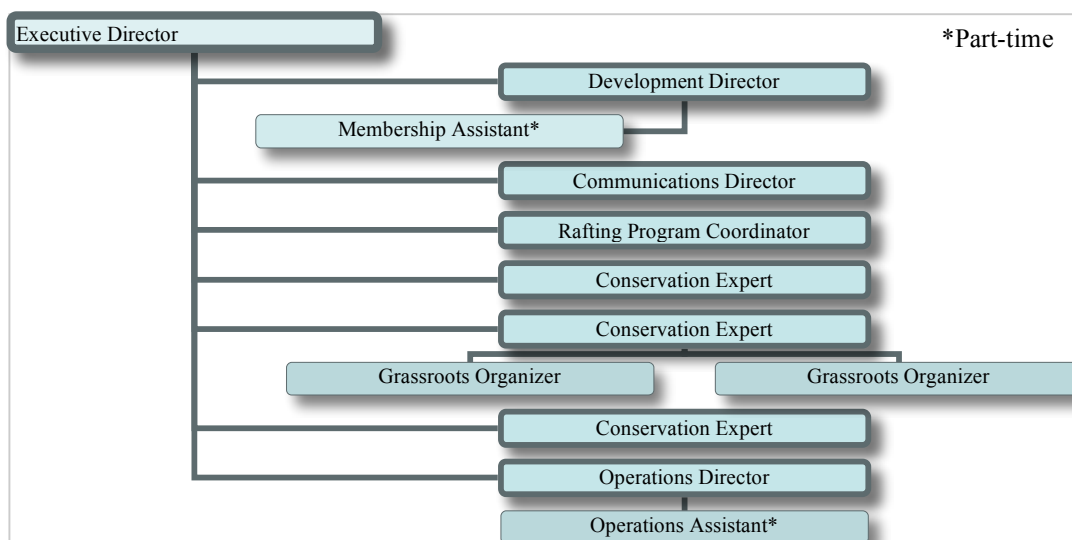 Executive Director
*Part-time
Development Director
Membership Assistant*
Communications Director
Rafting Program Coordinator
Conservation Expert
Conservation Expert
Grassroots Organizer
Grassroots Organizer
Conservation Expert
Operations Director
Operations Assistant*